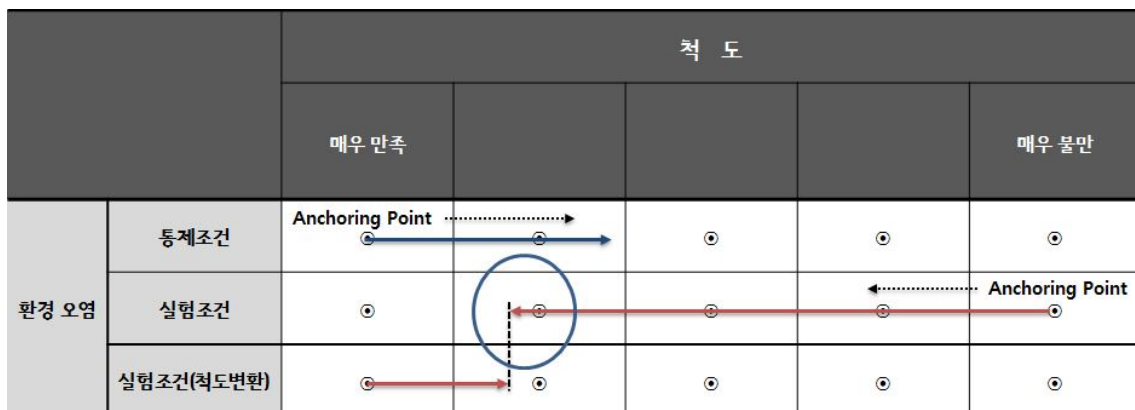 척 도
매우 만족
매우 불만
Anchoring Point
통제조건
환경 오염
실험조건
Anchoring Point
실험조건(척도변환)